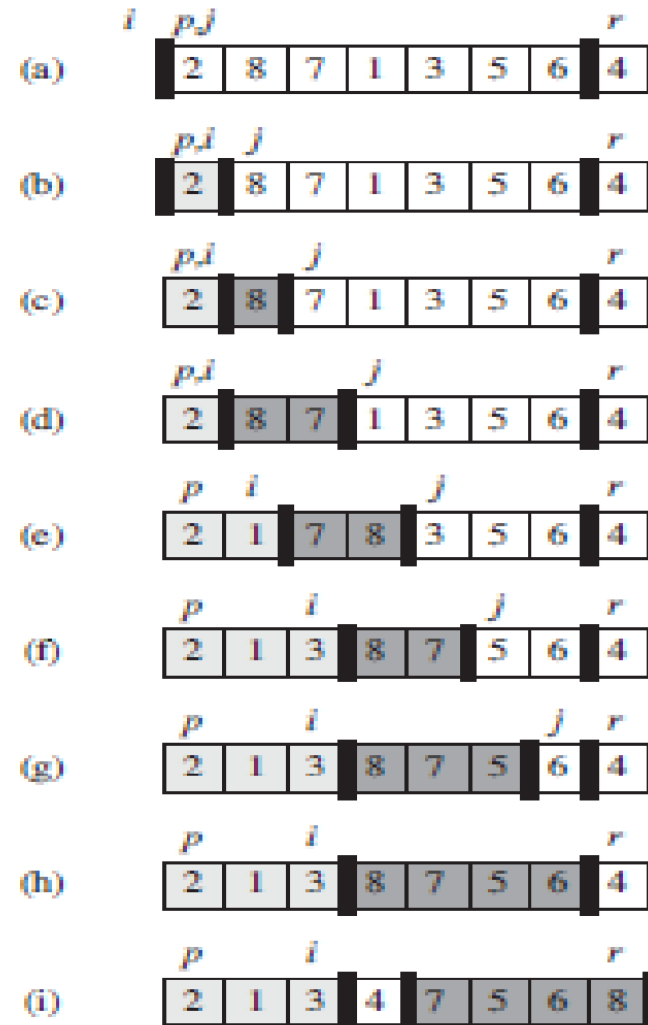 i p,j r
(a) 2 8 7 1 3 5 6 4
p,i j r
(b) 2 8 7 1 3 5 6 4
p,i j r
(c) 2 8 7 1 3 5 6 4
p,i j r
(d) 2 8 7 1 3 5 6 4
p i j r
(e) 2 1 7 8 3 5 6 4
p i j r
(f) 2 1 3 8 7 5 6 4
p i j r
(g) 2 1 3 8 7 5 6 4
p i r
(h) 2 1 3 8 7 5 6 4
p i r
(i) 2 1 3 4 7 5 6 8